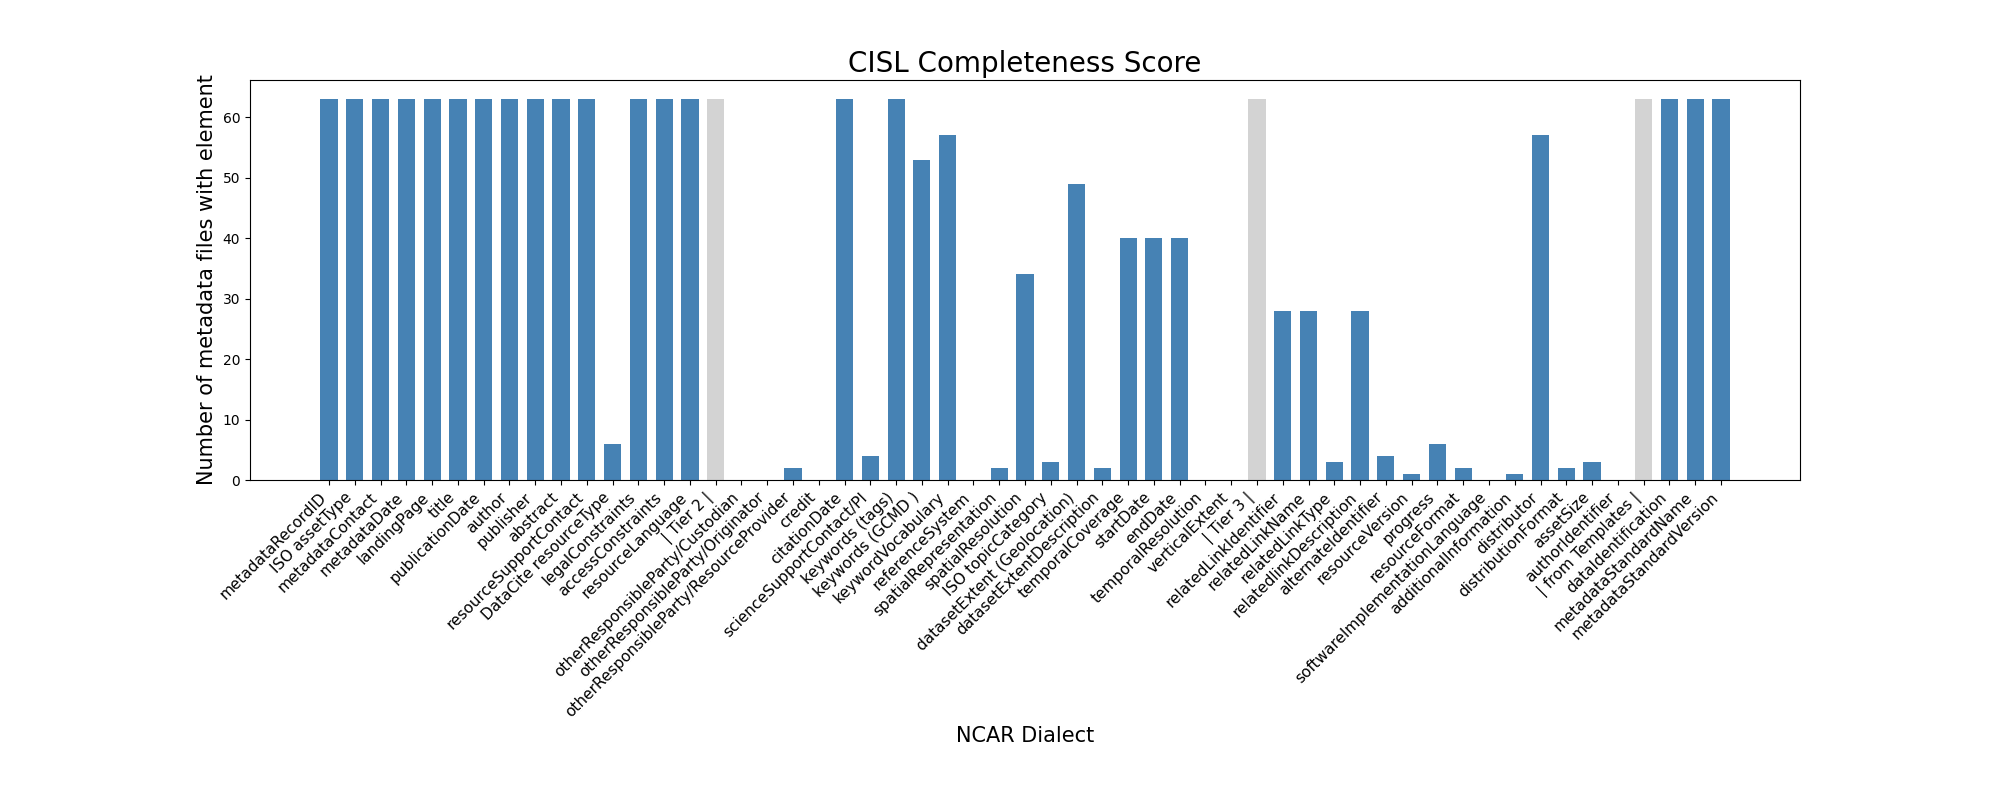 CISL Completeness Score
Number of metadata files with element
60
50
40
30
20
10
0
metadataRecordID
ISO assetType
metadataContact
metadataDate
landingPage
title
publicationDate
author
publisher
abstract
resourceSupportContact
DataCite resourceType
legalConstraints
accessConstraints
resourceLanguage
| Tier 2 |
otherResponsibleParty/Custodian
otherResponsibleParty/Originator
otherResponsibleParty/ResourceProvider
credit
citationDate
scienceSupportContact/PI
keywords (tags)
keywords (GCMD )
keywordVocabulary
referenceSystem
spatialRepresentation
spatialResolution
ISO topicCategory
datasetExtent (Geolocation)
datasetExtentDescription
temporalCoverage
startDate
endDate
temporalResolution
verticalExtent
| Tier 3 |
relatedLinkIdentifier
relatedLinkName
relatedLinkType
relatedlinkDescription
alternateIdentifier
resourceVersion
progress
resourceFormat
softwareImplementationLanguage
additionalInformation
distributor
distributionFormat
assetSize
authorIdentifier
| from Templates |
dataIdentification
metadataStandardName
metadataStandardVersion
NCAR Dialect